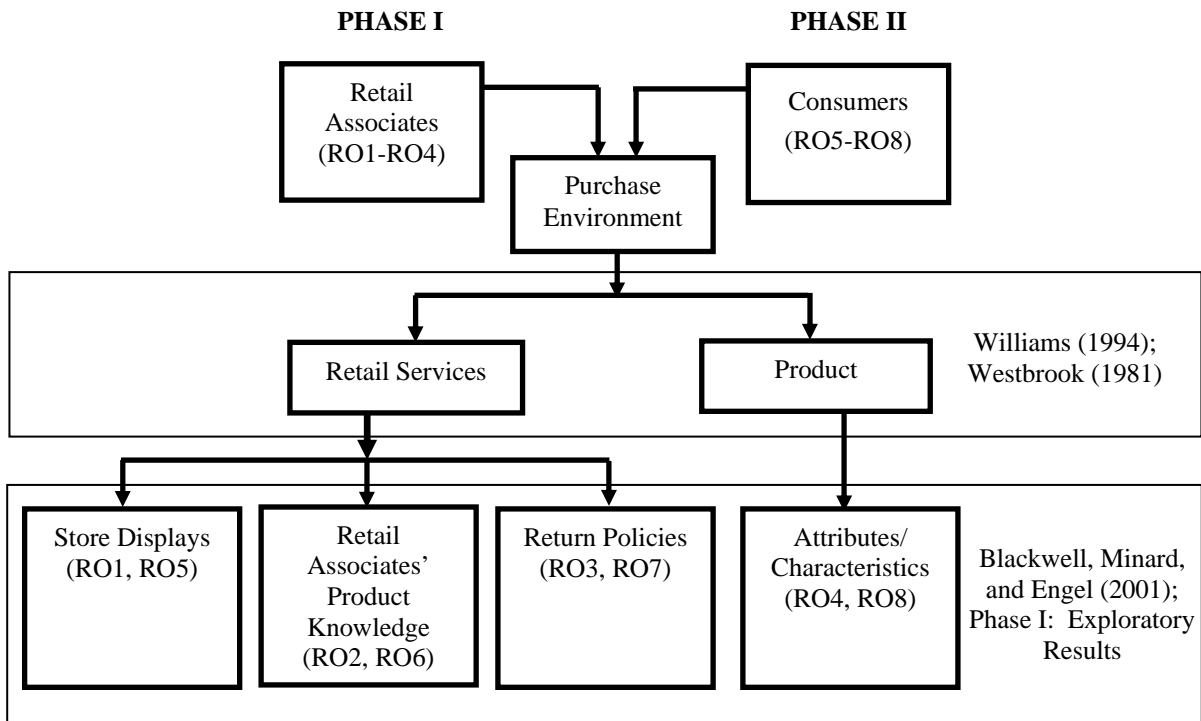 PHASE I
PHASE II
Retail
Associates
(RO1-RO4)
Consumers
(RO5-RO8)
Purchase
Environment
Retail Services
Product
Williams (1994);
Westbrook (1981)
Store Displays
(RO1, RO5)
Retail
Associates’
Product
Knowledge
(RO2, RO6)
Return Policies
(RO3, RO7)
Attributes/
Characteristics
(RO4, RO8)
Blackwell, Minard,
and Engel (2001);
Phase I:  Exploratory
Results